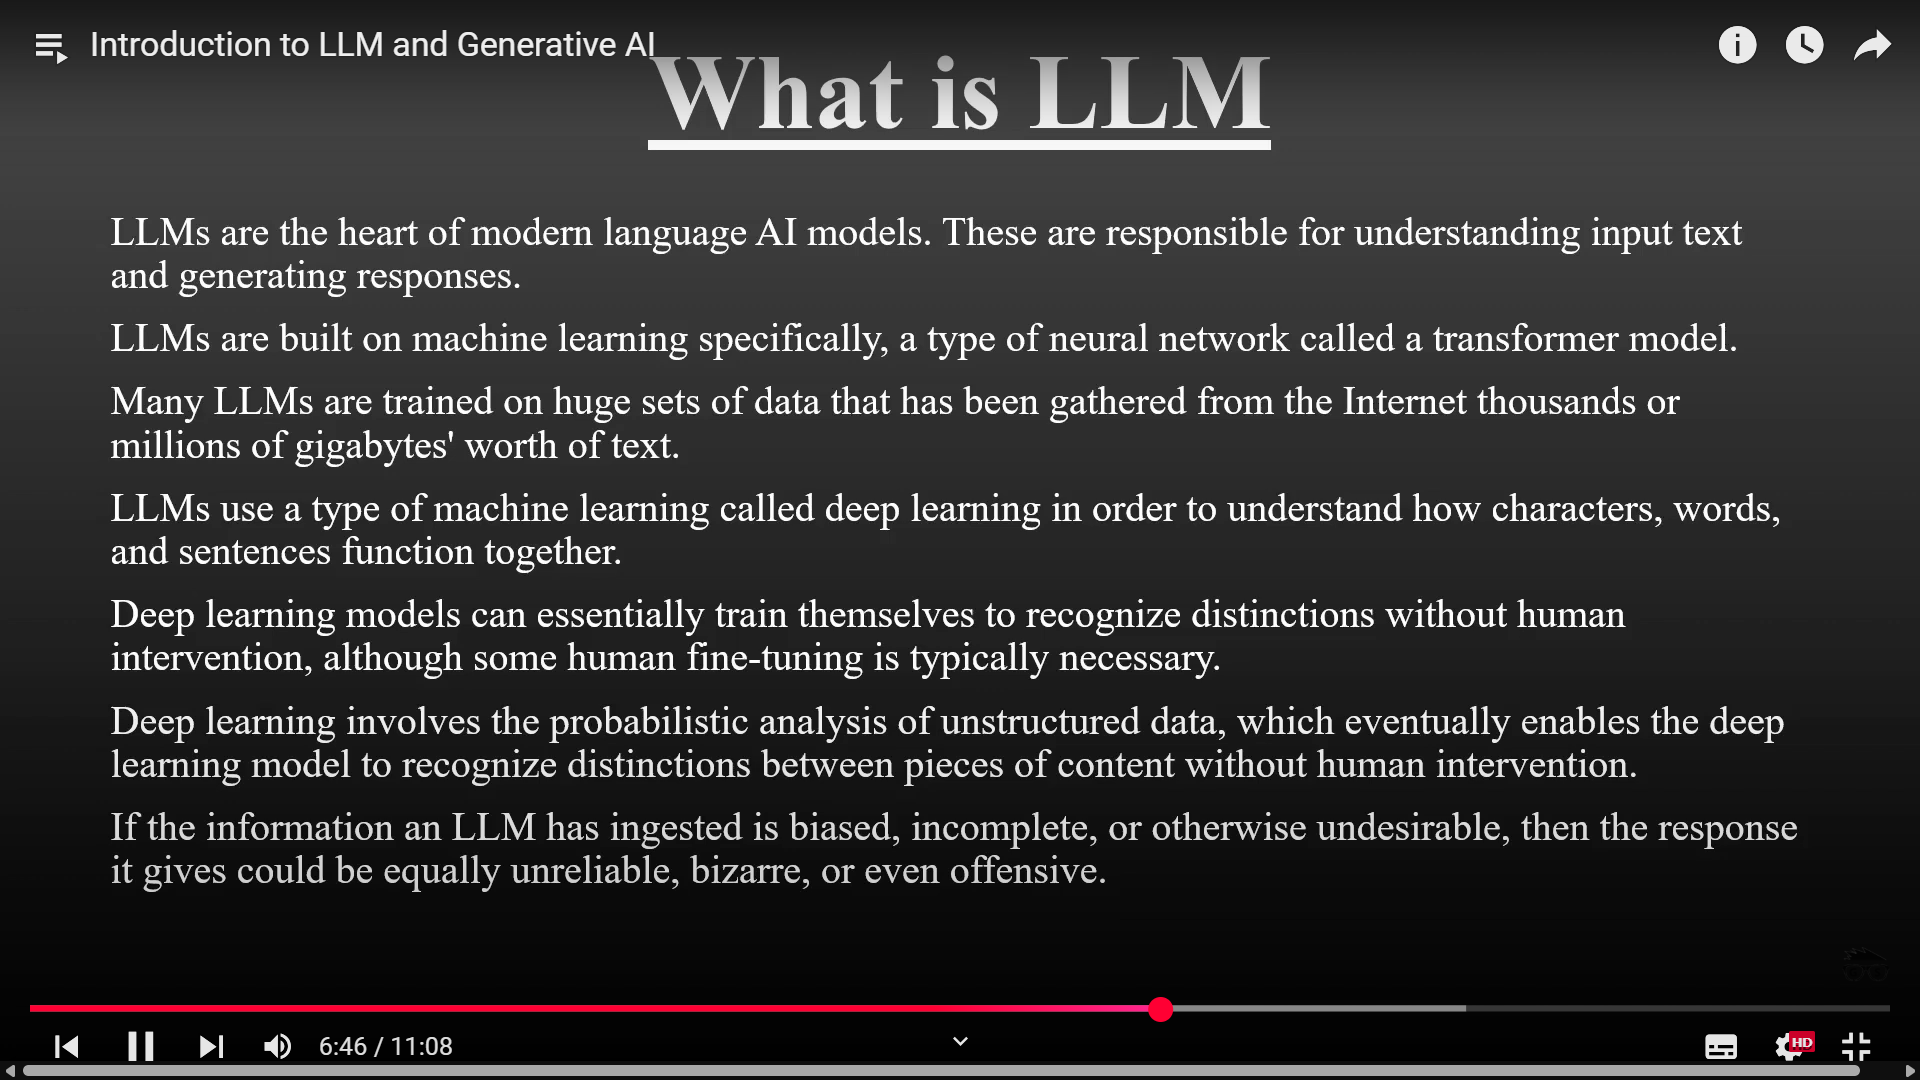 Introduction to LLM and Generative AI
What is LLM
LLMs are the heart of modern language AI models. These are responsible for understanding input text
and generating responses.
LLMs are built on machine learning specifically, a type of neural network called a transformer model.
Many LLMs are trained on huge sets of data that has been gathered from the Internet thousands or
millions of gigabytes' worth of text.
LLMs use a type of machine learning called deep learning in order to understand how characters, words,
and sentences function together.
Deep learning models can essentially train themselves to recognize distinctions without human
intervention, although some human fine-tuning is typically necessary.
Deep learning involves the probabilistic analysis of unstructured data, which eventually enables the deep
learning model to recognize distinctions between pieces of content without human intervention.
If the information an LLM has ingested is biased, incomplete, or otherwise undesirable, then the response
it gives could be equally unreliable, bizarre, or even offensive.
6:46 / 11:08
HD